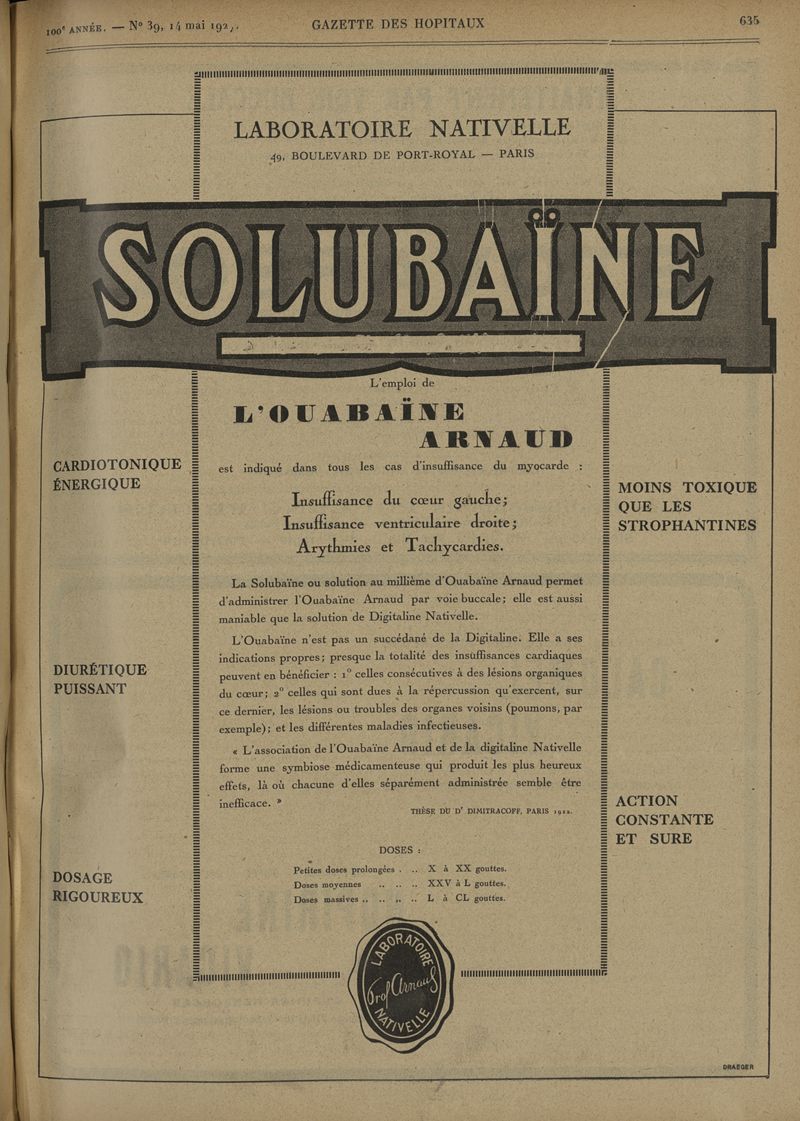 100e ANNÉE. — No 39, 14 mai 1927.
GAZETTE DES HOPITAUX
635
LABORATOIRE NATIVELLE
49, BOULEVARD DE PORT-ROYAL — PARIS
SOLUBAÏNE
L'emploi de
L'OUABAÏNE
ARNAUD
est indiqué dans tous les cas d'insuffisance du myocarde :
Insuffisance du cœur gauche;
Insuffisance ventriculaire droite;
Arythmies et Tachycardies.
CARDIOTONIQUE
ÉNERGIQUE
MOINS TOXIQUE
QUE LES
STROPHANTINES
La Solubaïne ou solution au millième d'Ouabaïne Arnaud permet
d'administrer l'Ouabaïne Arnaud par voie buccale; elle est aussi
maniable que la solution de Digitaline Nativelle.
L'Ouabaïne n'est pas un succédané de la Digitaline. Elle a ses
indications propres; presque la totalité des insuffisances cardiaques
peuvent en bénéficier : 1o celles consécutives à des lésions organiques
du cœur; 2o celles qui sont dues à la répercussion qu'exercent, sur
ce dernier, les lésions ou troubles des organes voisins (poumons, par
exemple); et les différentes maladies infectieuses.
« L'association de l'Ouabaïne Arnaud et de la digitaline Nativelle
forme une symbiose médicamenteuse qui produit les plus heureux
effets, là où chacune d'elles séparément administrée semble être
inefficace. »
THÈSE DU Dr DIMITRACOFF, PARIS 1922.
DIURÉTIQUE
PUISSANT
ACTION
CONSTANTE
ET SURE
DOSAGE
RIGOUREUX
DOSES :
Petites doses prolongées . .. X à XX gouttes.
Doses moyennes .. .. .. XXV à L gouttes.
Doses massives .. .. .. .. L à CL gouttes.
LABORATOIRE
Prof Arnaud
NATIVELLE
DRAEGER